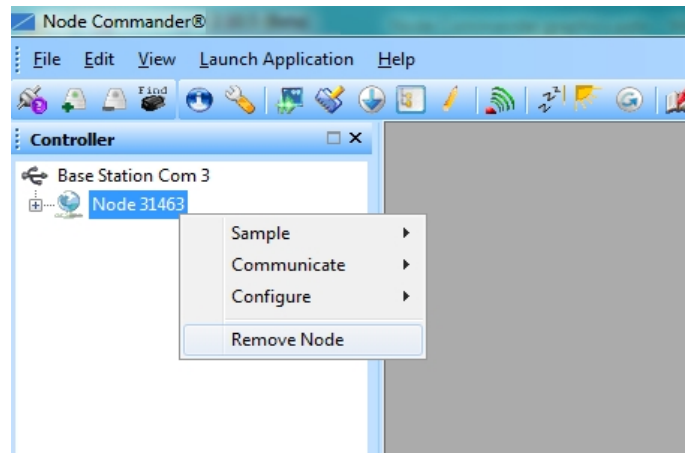 Node Commander®
File Edit View Launch Application Help
Find
Controller
Base Station Com 3
Node 31463
Sample
Communicate
Configure
Remove Node